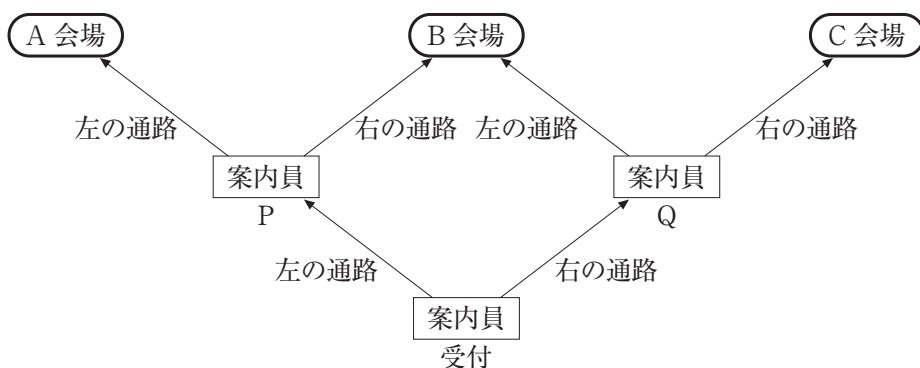 A 会場
B 会場
C 会場
左の通路
右の通路
左の通路
右の通路
案内員
P
案内員
Q
左の通路
右の通路
案内員
受付